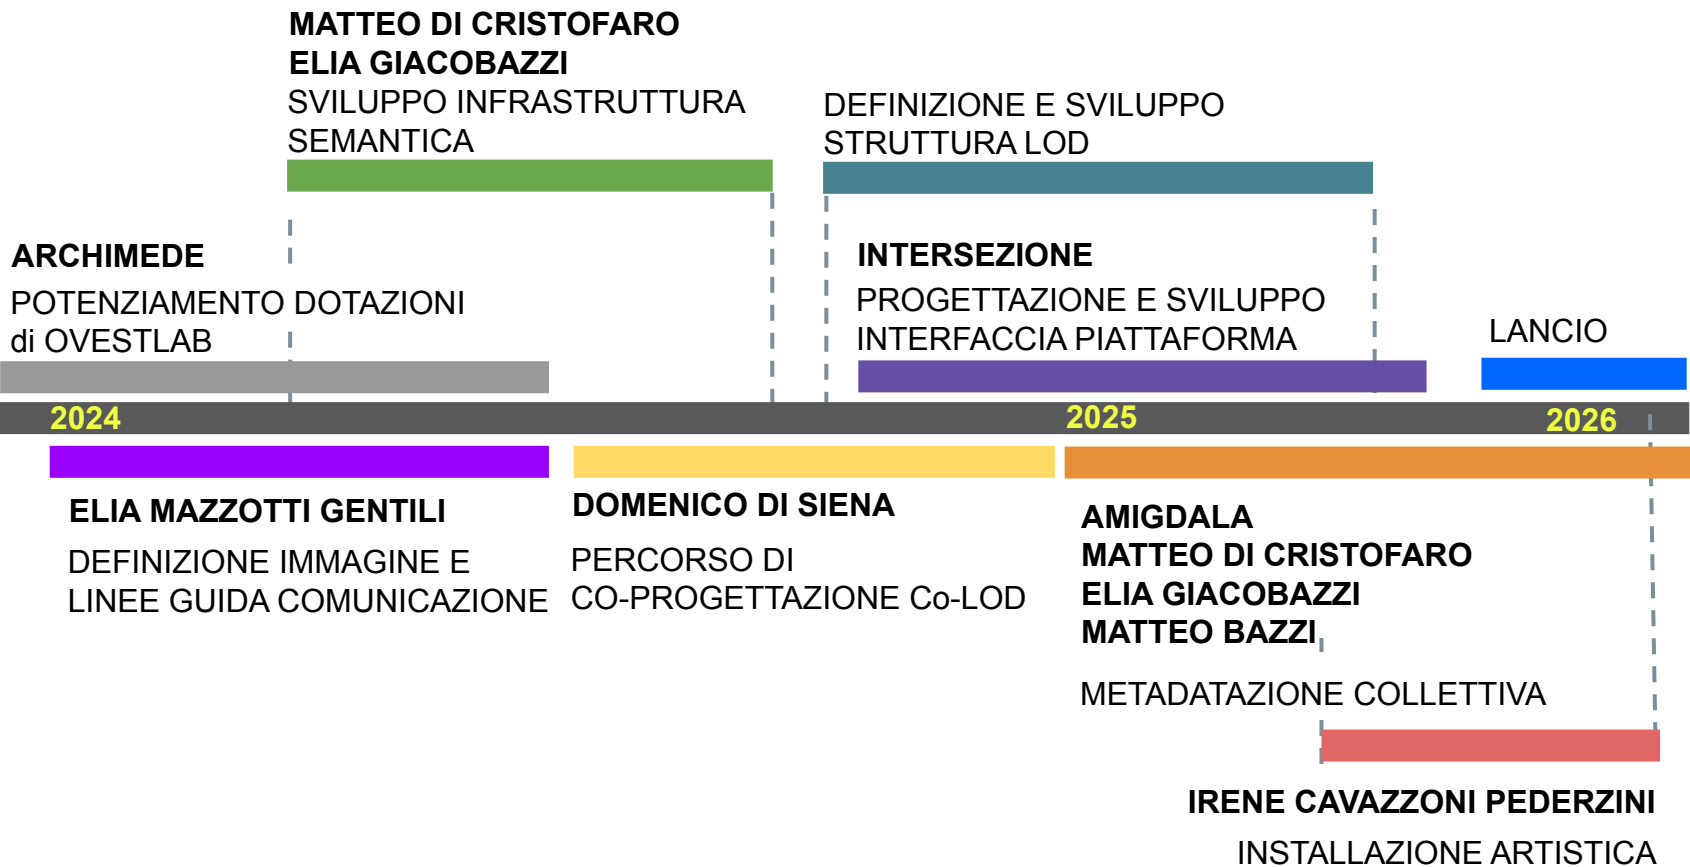 MATTEO DI CRISTOFARO
ELIA GIACOBAZZI
SVILUPPO INFRASTRUTTURA
SEMANTICA
DEFINIZIONE E SVILUPPO
STRUTTURA LOD
ARCHIMEDE
POTENZIAMENTO DOTAZIONI
di OVESTLAB
INTERSEZIONE
PROGETTAZIONE E SVILUPPO
INTERFACCIA PIATTAFORMA
LANCIO
2024
2025
2026
ELIA MAZZOTTI GENTILI
DEFINIZIONE IMMAGINE E
LINEE GUIDA COMUNICAZIONE
DOMENICO DI SIENA
PERCORSO DI
CO-PROGETTAZIONE Co-LOD
AMIGDALA
MATTEO DI CRISTOFARO
ELIA GIACOBAZZI
MATTEO BAZZI
METADATAZIONE COLLETTIVA
IRENE CAVAZZONI PEDERZINI
INSTALLAZIONE ARTISTICA